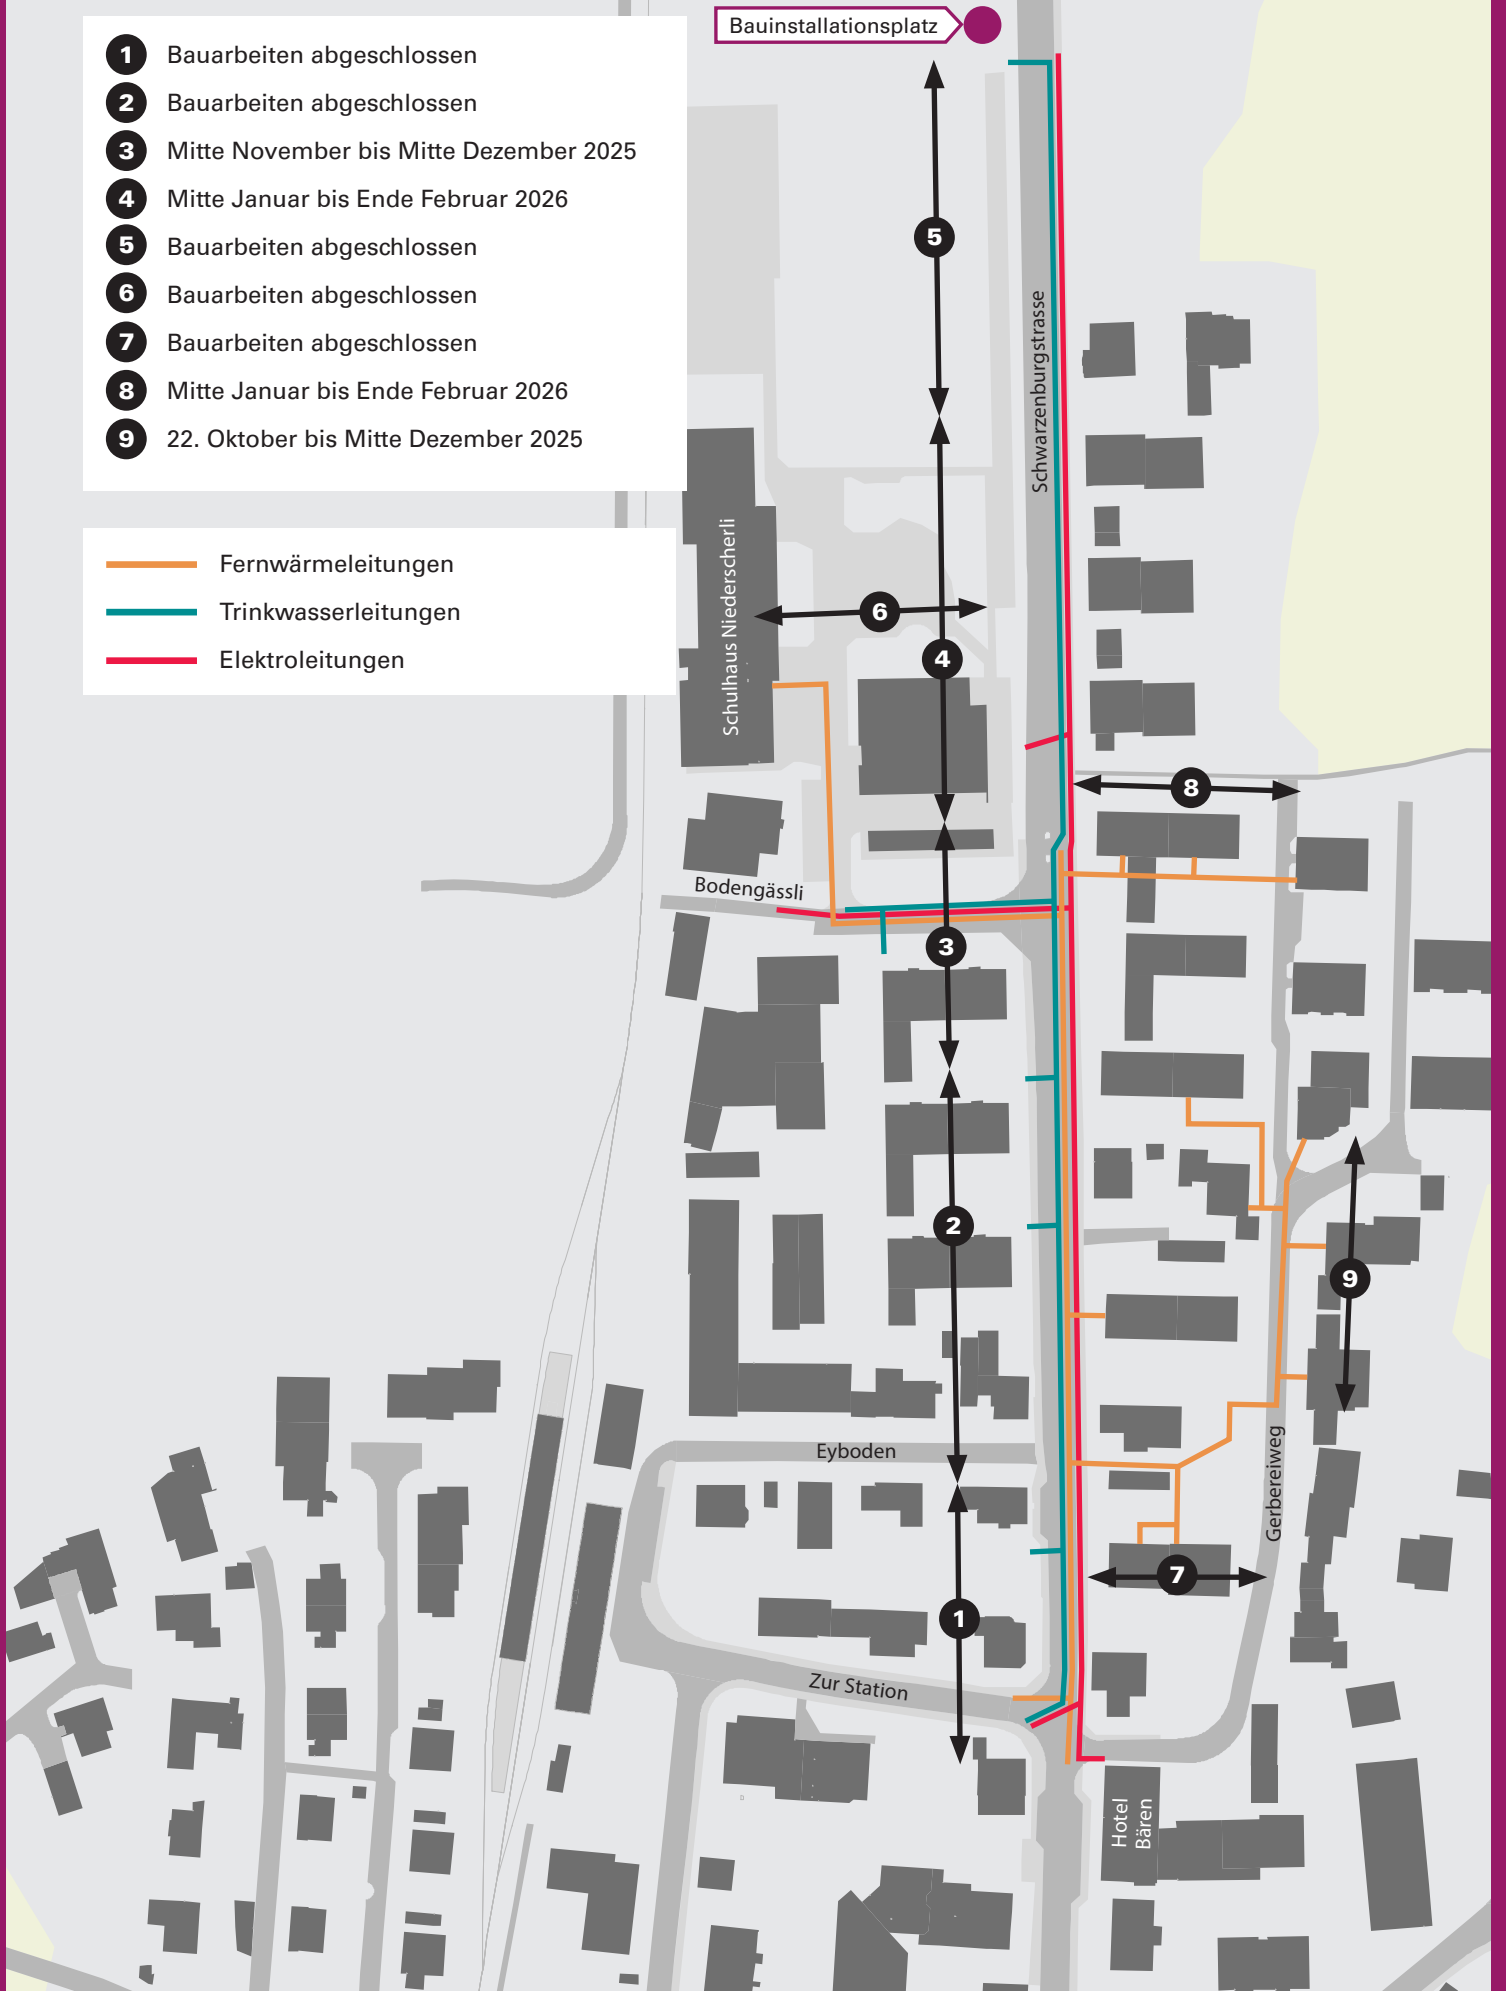 Bauinstallationsplatz
1 Bauarbeiten abgeschlossen
2 Bauarbeiten abgeschlossen
3 Mitte November bis Mitte Dezember 2025
4 Mitte Januar bis Ende Februar 2026
5 Bauarbeiten abgeschlossen
6 Bauarbeiten abgeschlossen
7 Bauarbeiten abgeschlossen
8 Mitte Januar bis Ende Februar 2026
9 22. Oktober bis Mitte Dezember 2025
Fernwärmeleitungen
Trinkwasserleitungen
Elektroleitungen
5
Schwarzenburgstrasse
Schulhaus Niederscherli
6
4
8
Bodengässli
3
2
9
Eyboden
Gerbereiweg
7
1
Zur Station
Hotel
Bären